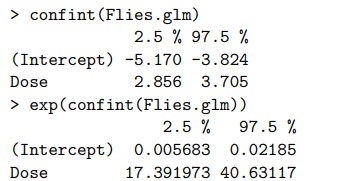 > confint(Flies.glm)
2.5 % 97.5 %
(Intercept) -5.170 -3.824
Dose 2.856 3.705
> exp(confint(Flies.glm))
2.5 % 97.5 %
(Intercept) 0.005683 0.02185
Dose 17.391973 40.63117